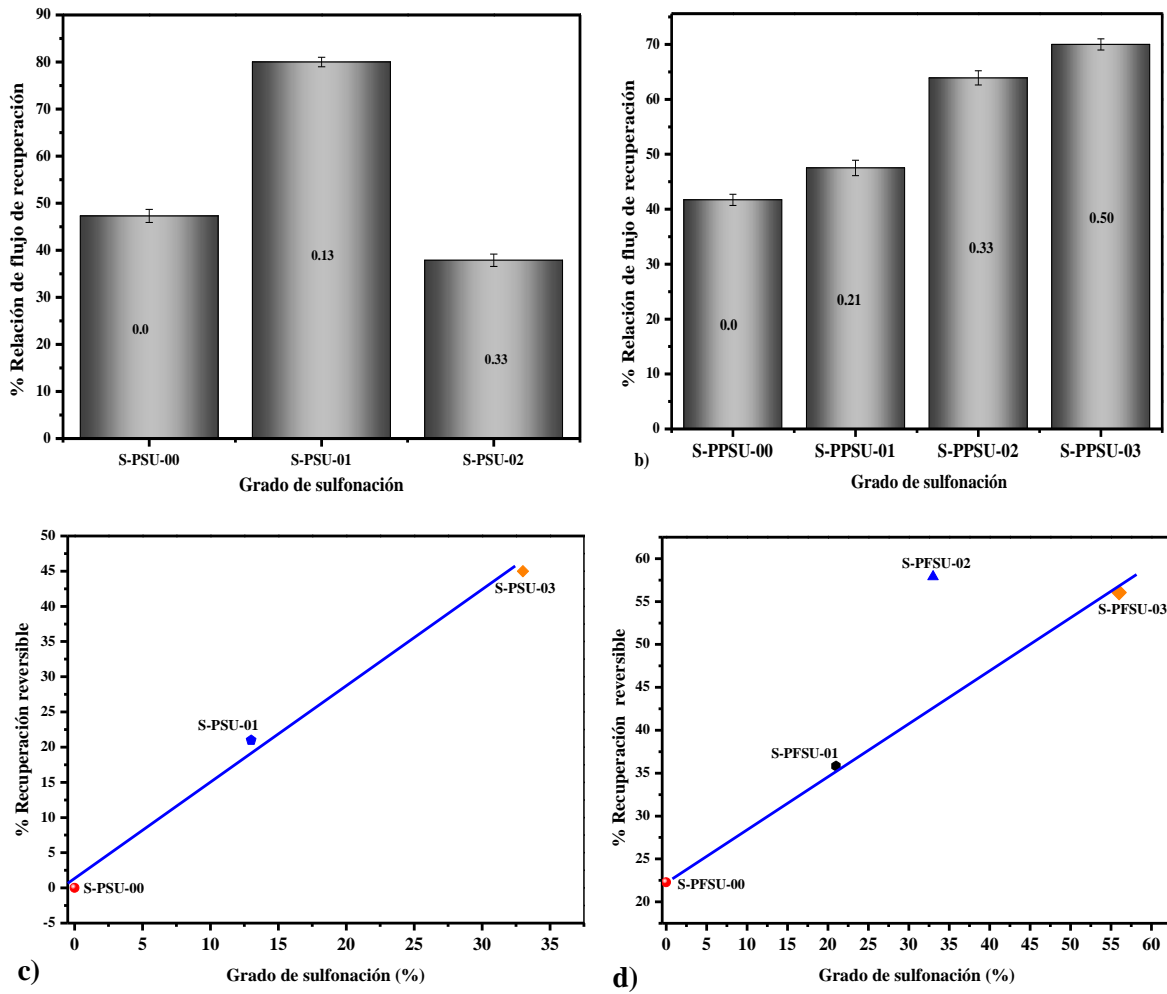 90
80
70
60
50
40
30
20
10
0
% Relación de flujo de recuperación
0.0
0.13
0.33
S-PSU-00
S-PSU-01
S-PSU-02
Grado de sulfonación
70
60
50
40
30
20
10
0
% Relación de flujo de recuperación
0.0
0.21
0.33
0.50
b)
S-PPSU-00
S-PPSU-01
S-PPSU-02
S-PPSU-03
Grado de sulfonación
50
45
40
35
30
25
20
15
10
5
0
-5
% Recuperación reversible
S-PSU-03
S-PSU-01
S-PSU-00
0
5
10
15
20
25
30
35
c)
Grado de sulfonación (%)
60
55
50
45
40
35
30
25
20
% Recuperación reversible
S-PFSU-02
S-PFSU-03
S-PFSU-01
S-PFSU-00
0
5
10
15
20
25
30
35
40
45
50
55
60
d)
Grado de sulfonación (%)